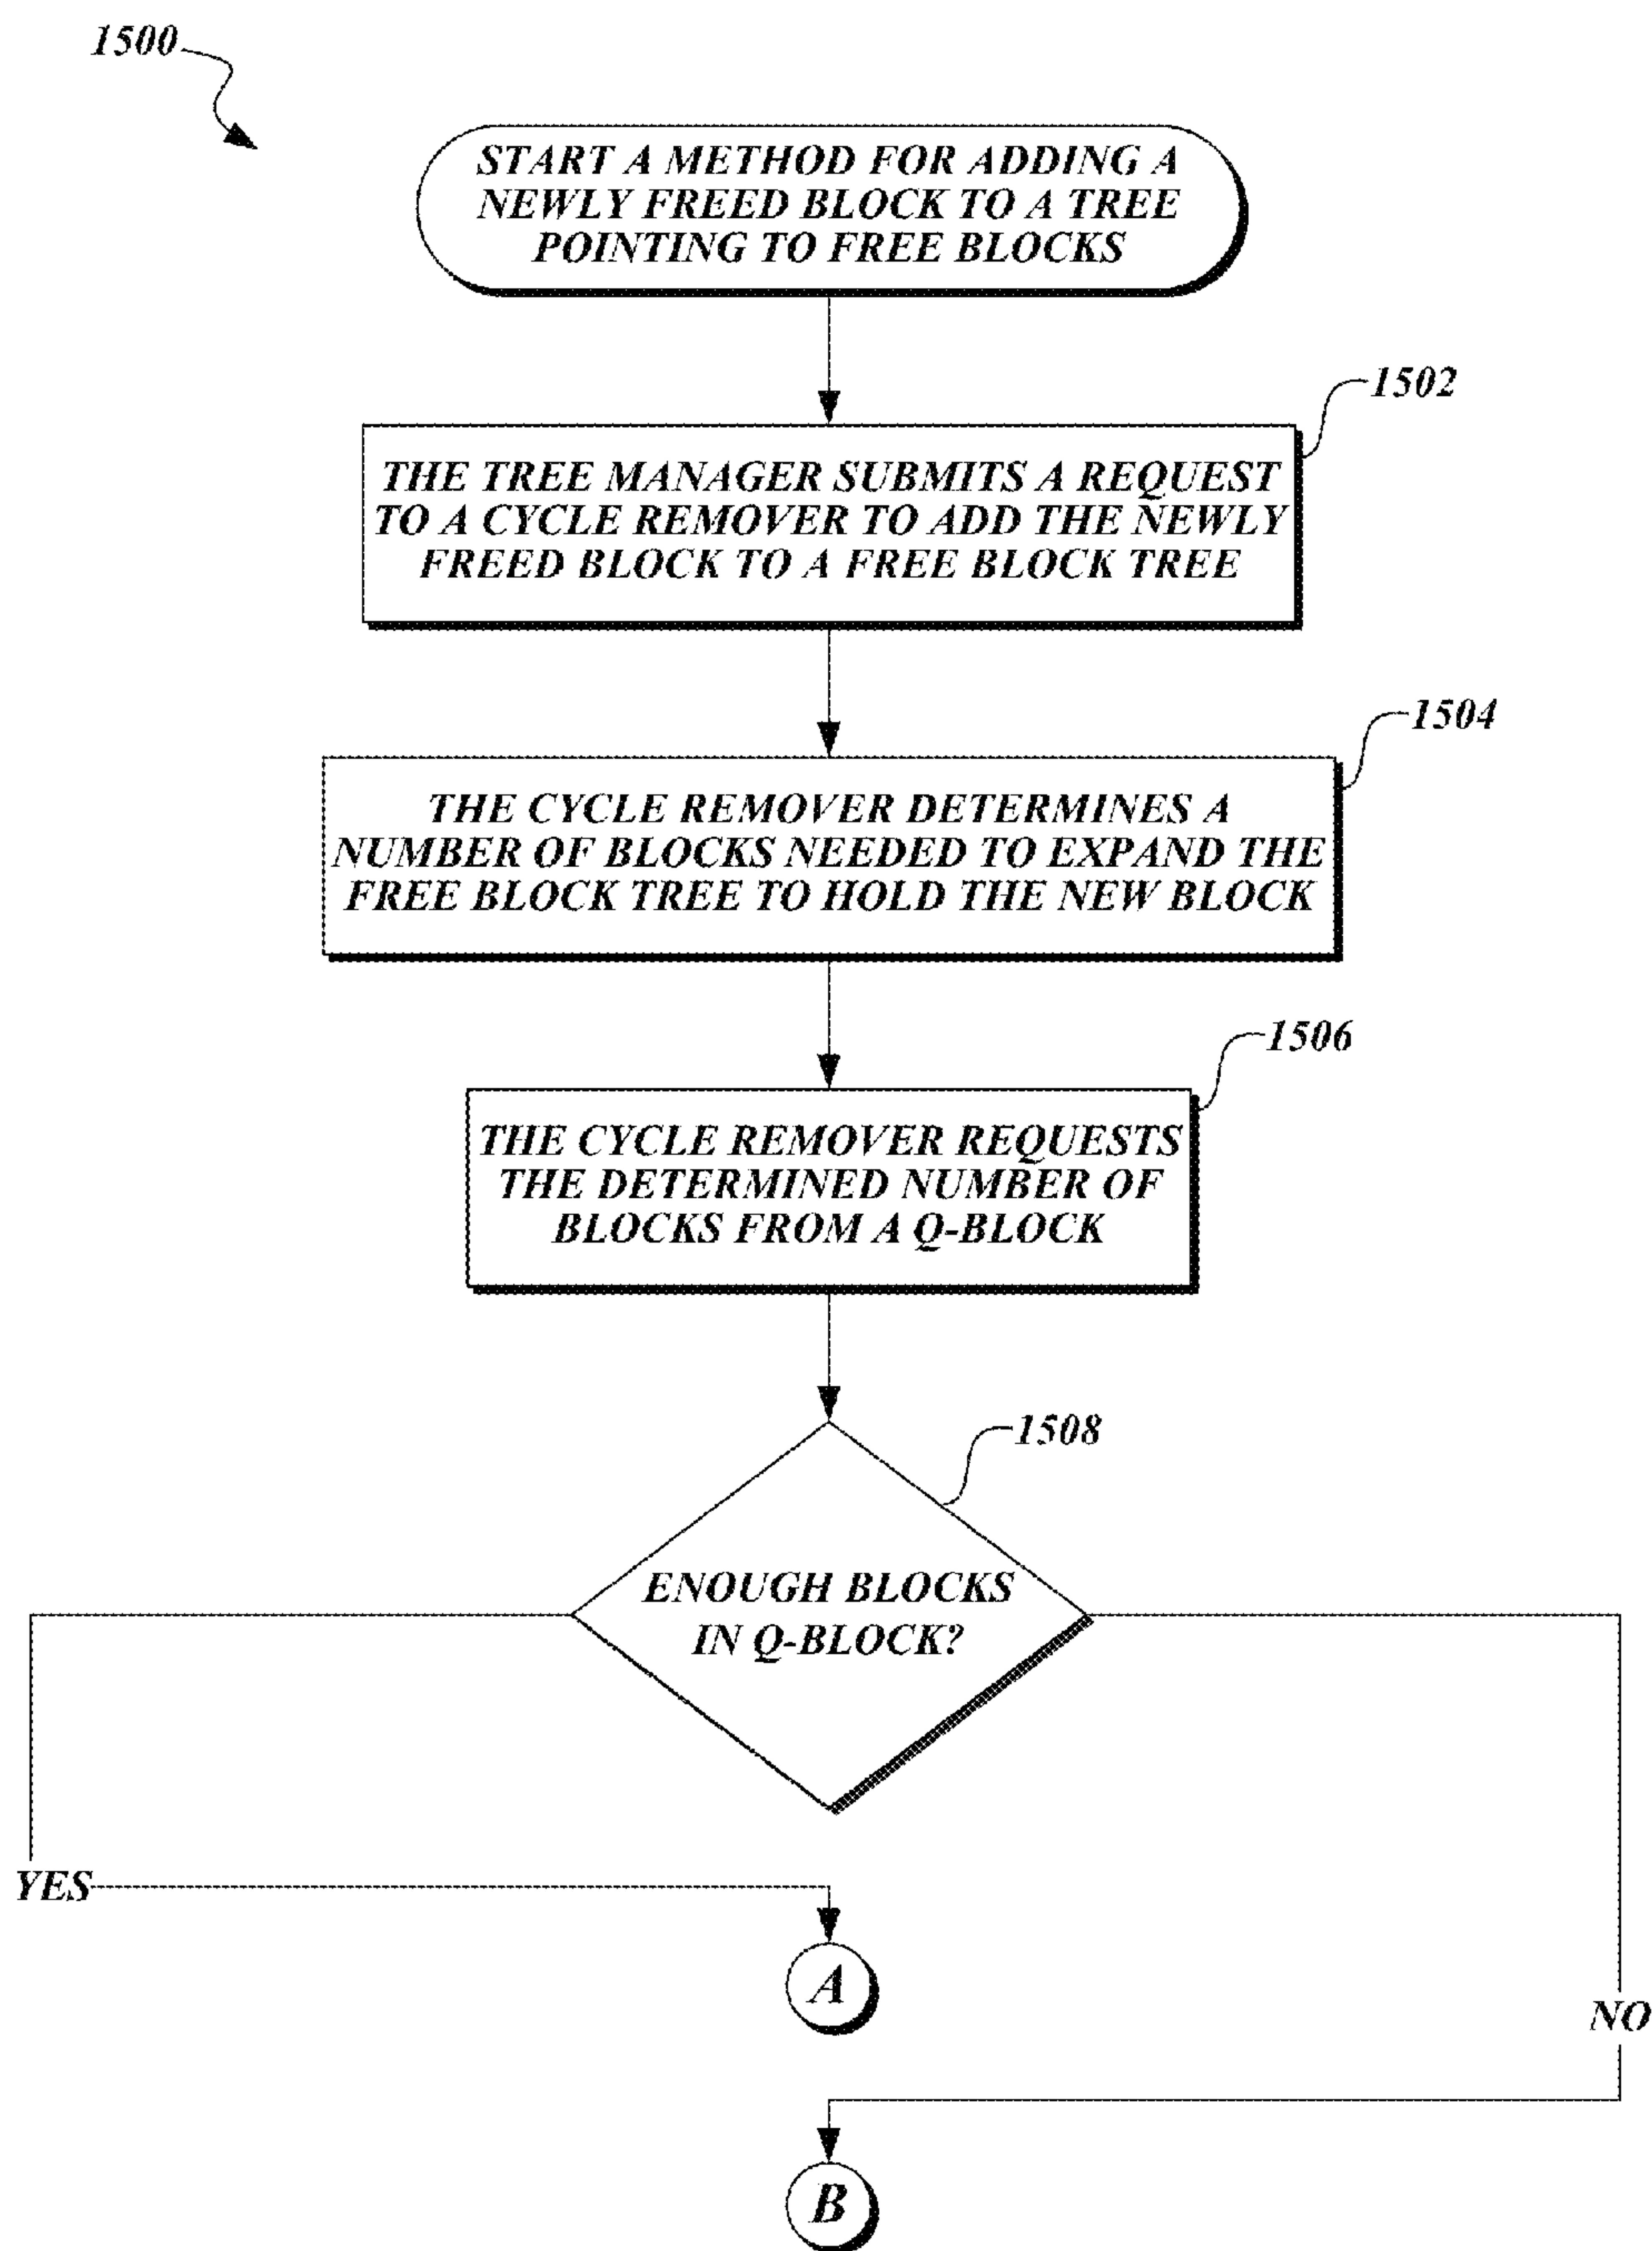 1500
START A METHOD FOR ADDING A
NEWLY FREED BLOCK TO A TREE
POINTING TO FREE BLOCKS
1502
THE TREE MANAGER SUBMITS A REQUEST
TO A CYCLE REMOVER TO ADD THE NEWLY
FREED BLOCK TO A FREE BLOCK TREE
1504
THE CYCLE REMOVER DETERMINES A
NUMBER OF BLOCKS NEEDED TO EXPAND THE
FREE BLOCK TREE TO HOLD THE NEW BLOCK
1506
THE CYCLE REMOVER REQUESTS
THE DETERMINED NUMBER OF
BLOCKS FROM A Q-BLOCK
1508
ENOUGH BLOCKS
IN Q-BLOCK?
YES
A
NO
B